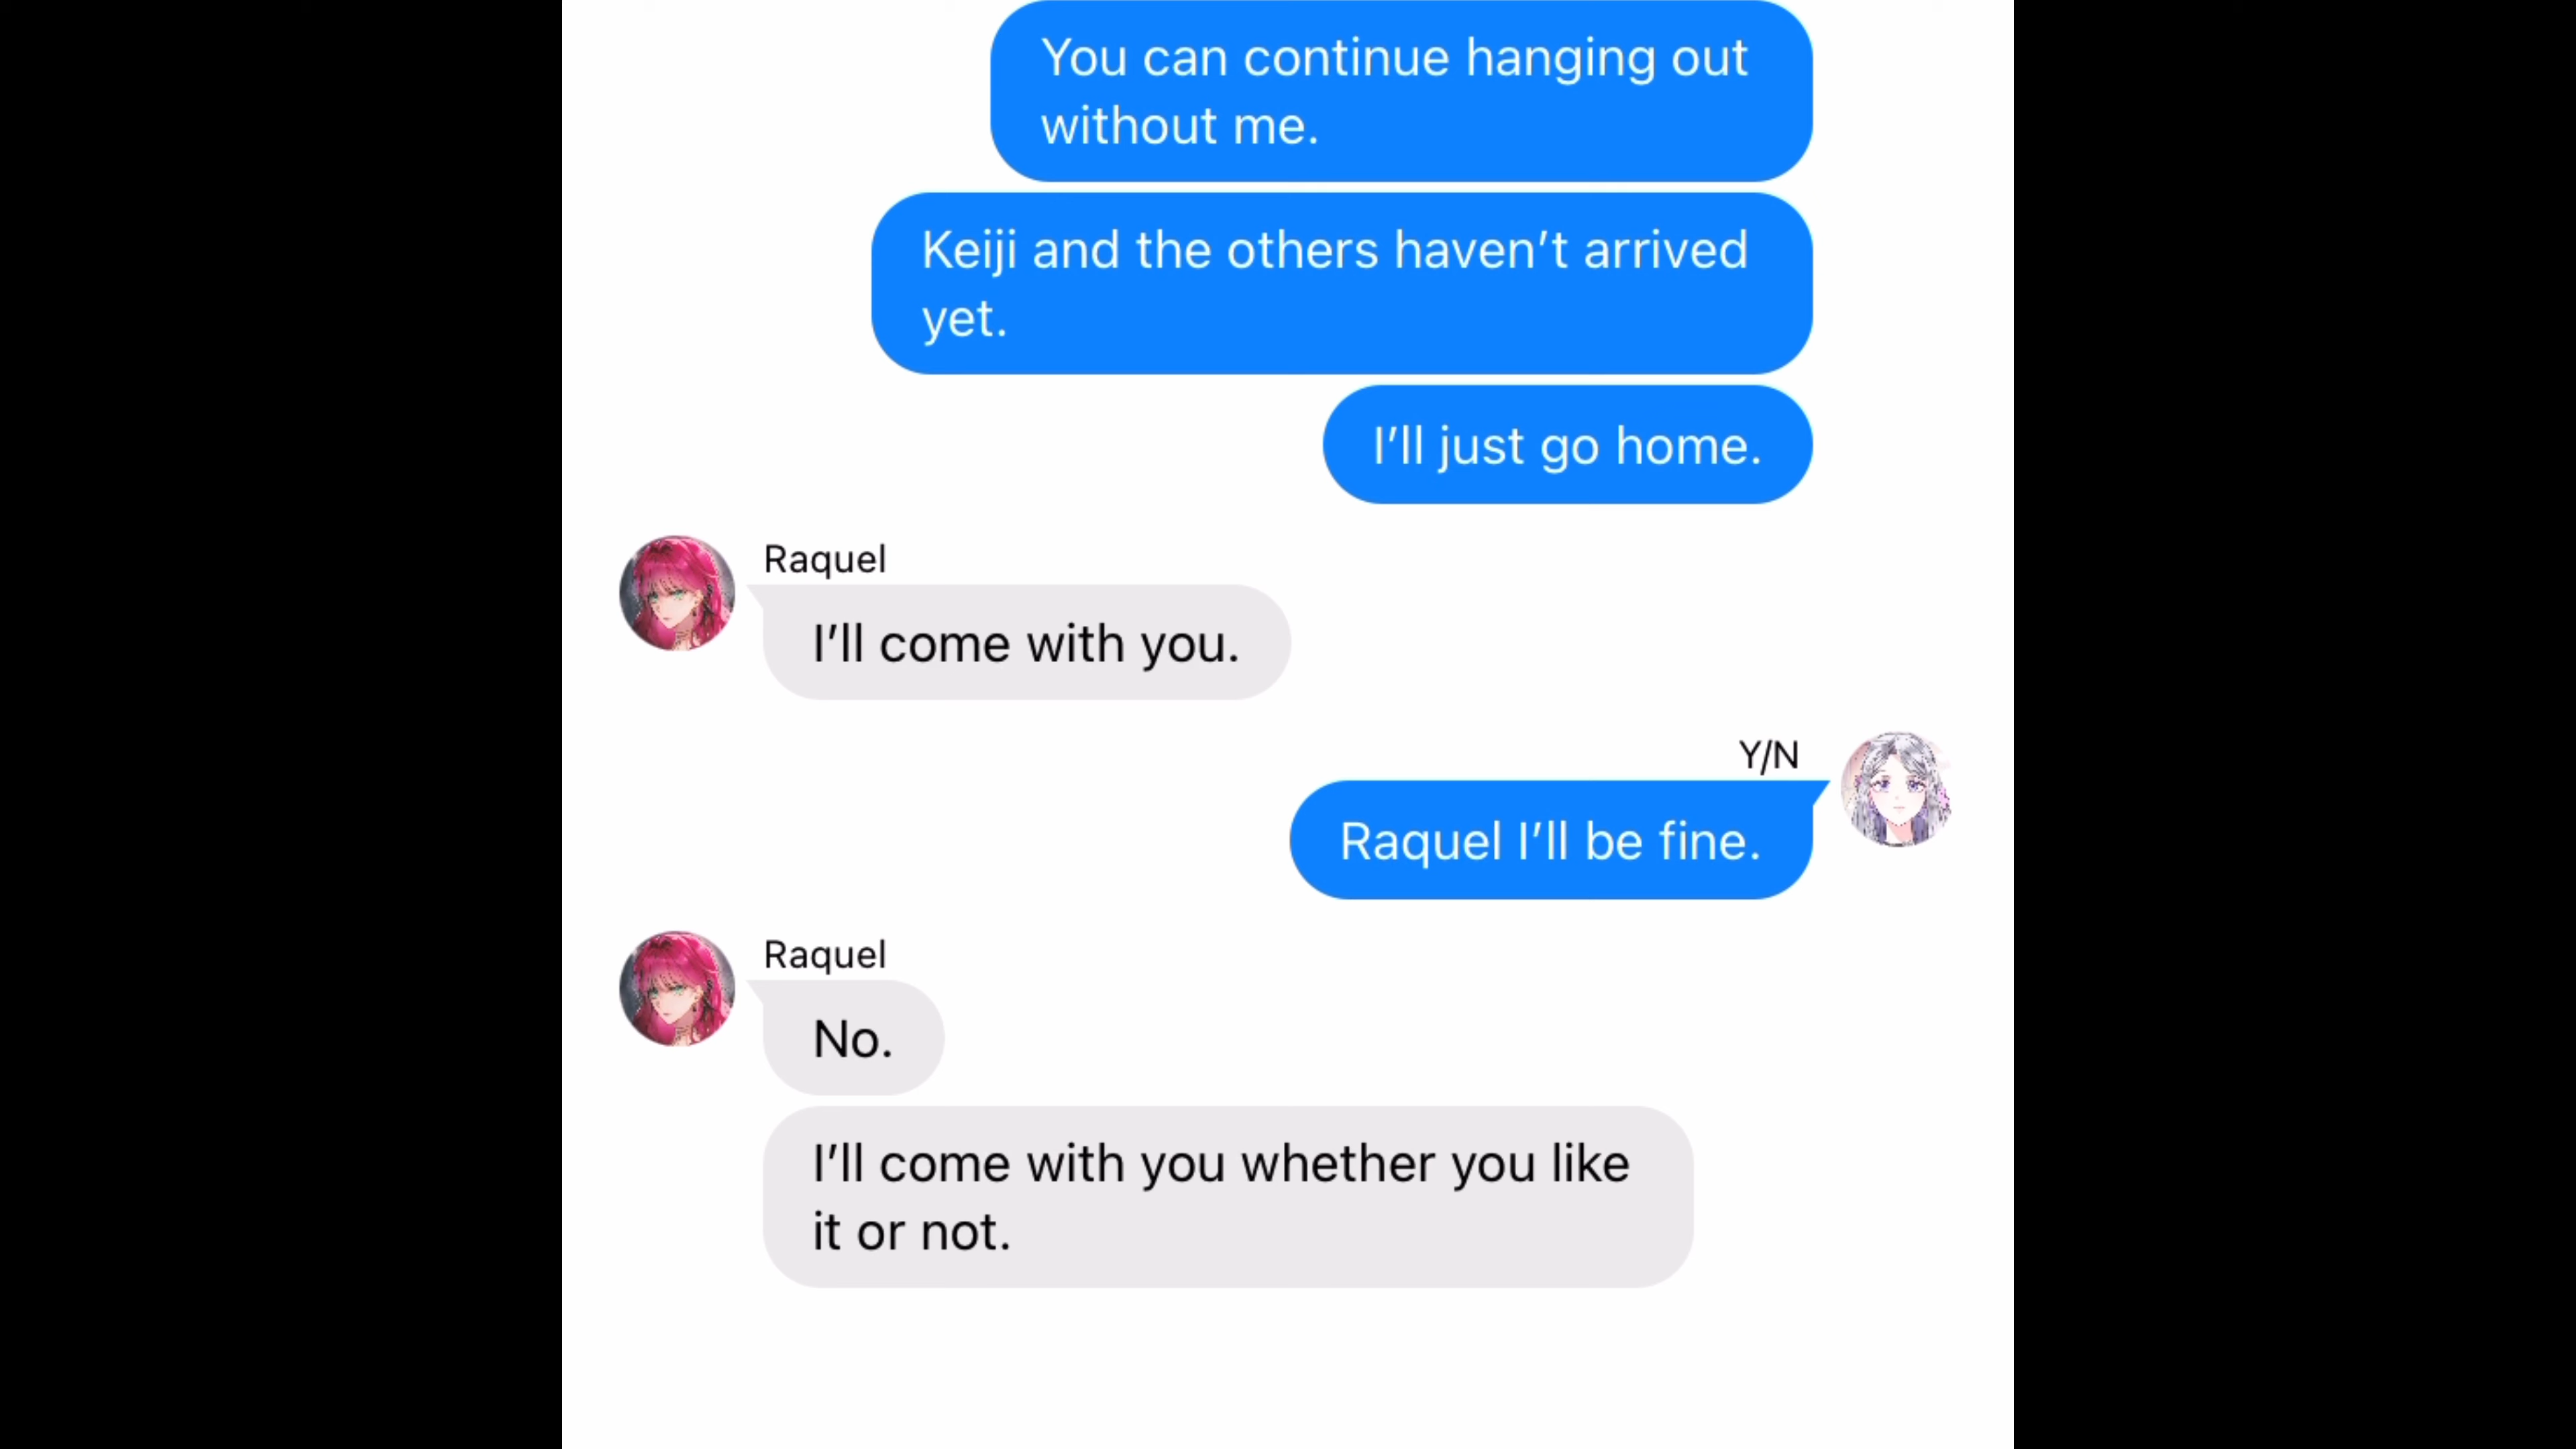 You can continue hanging out
without me.
Keiji and the others haven’t arrived
yet.
I’ll just go home.
Raquel
I’ll come with you.
Y/N
Raquel I’ll be fine.
Raquel
No.
I’ll come with you whether you like
it or not.